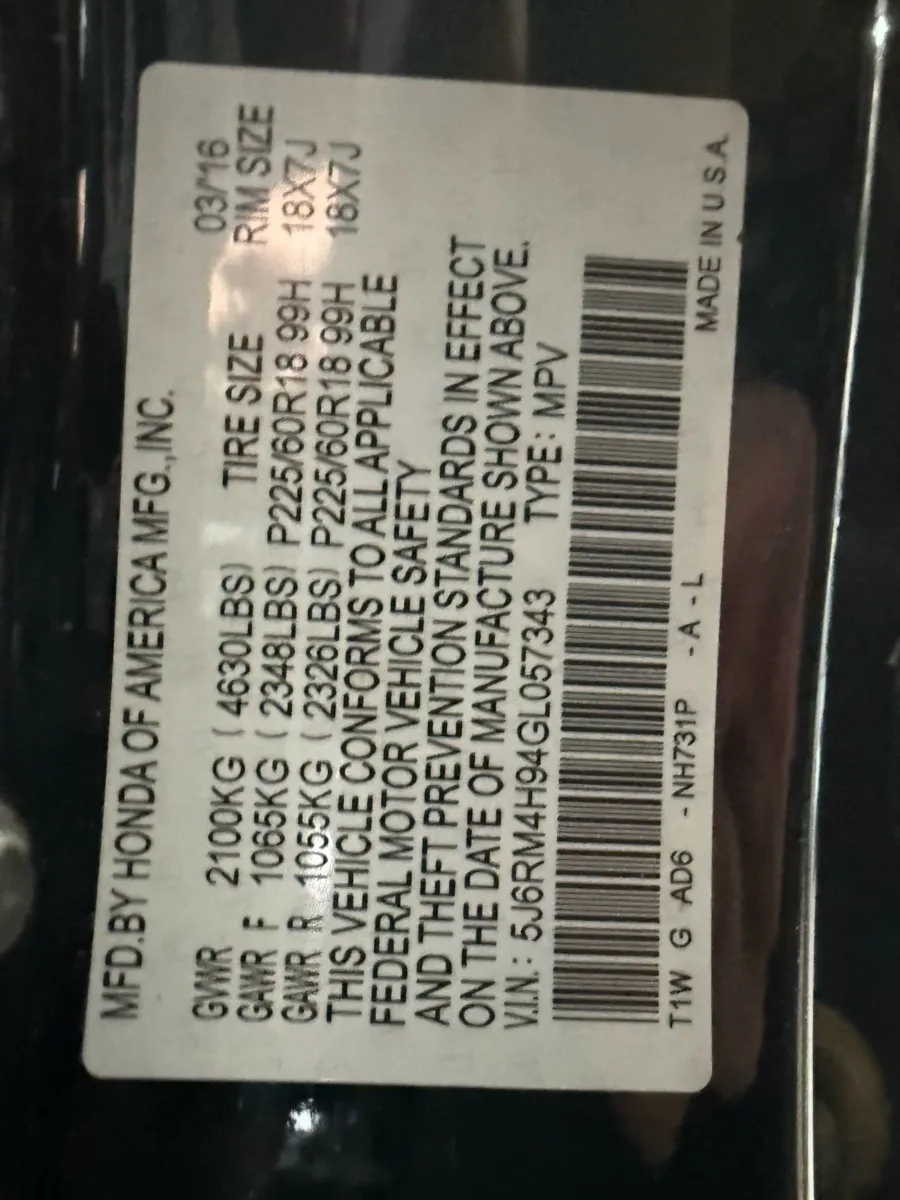 MFD.BY HONDA OF AMERICA MFG.,INC.
03/16
GVWR 2100KG ( 4630LBS) TIRE SIZE RIM SIZE
GAWR F 1065KG ( 2348LBS) P225/60R18 99H 18X7J
GAWR R 1055KG ( 2326LBS) P225/60R18 99H 18X7J
THIS VEHICLE CONFORMS TO ALL APPLICABLE
FEDERAL MOTOR VEHICLE SAFETY
AND THEFT PREVENTION STANDARDS IN EFFECT
ON THE DATE OF MANUFACTURE SHOWN ABOVE.
V.I.N.: 5J6RM4H94GL057343 TYPE: MPV
T1W G AD6 -NH731P -A-L
MADE IN U.S.A.